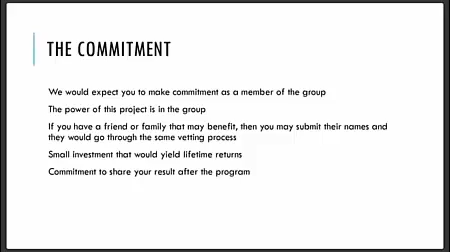 THE COMMITMENT
We would expect you to make commitment as a member of the group
The power of this project is in the group
If you have a friend or family that may benefit, then you may submit their names and
they would go through the same vetting process
Small investment that would yield lifetime returns
Commitment to share your result after the program